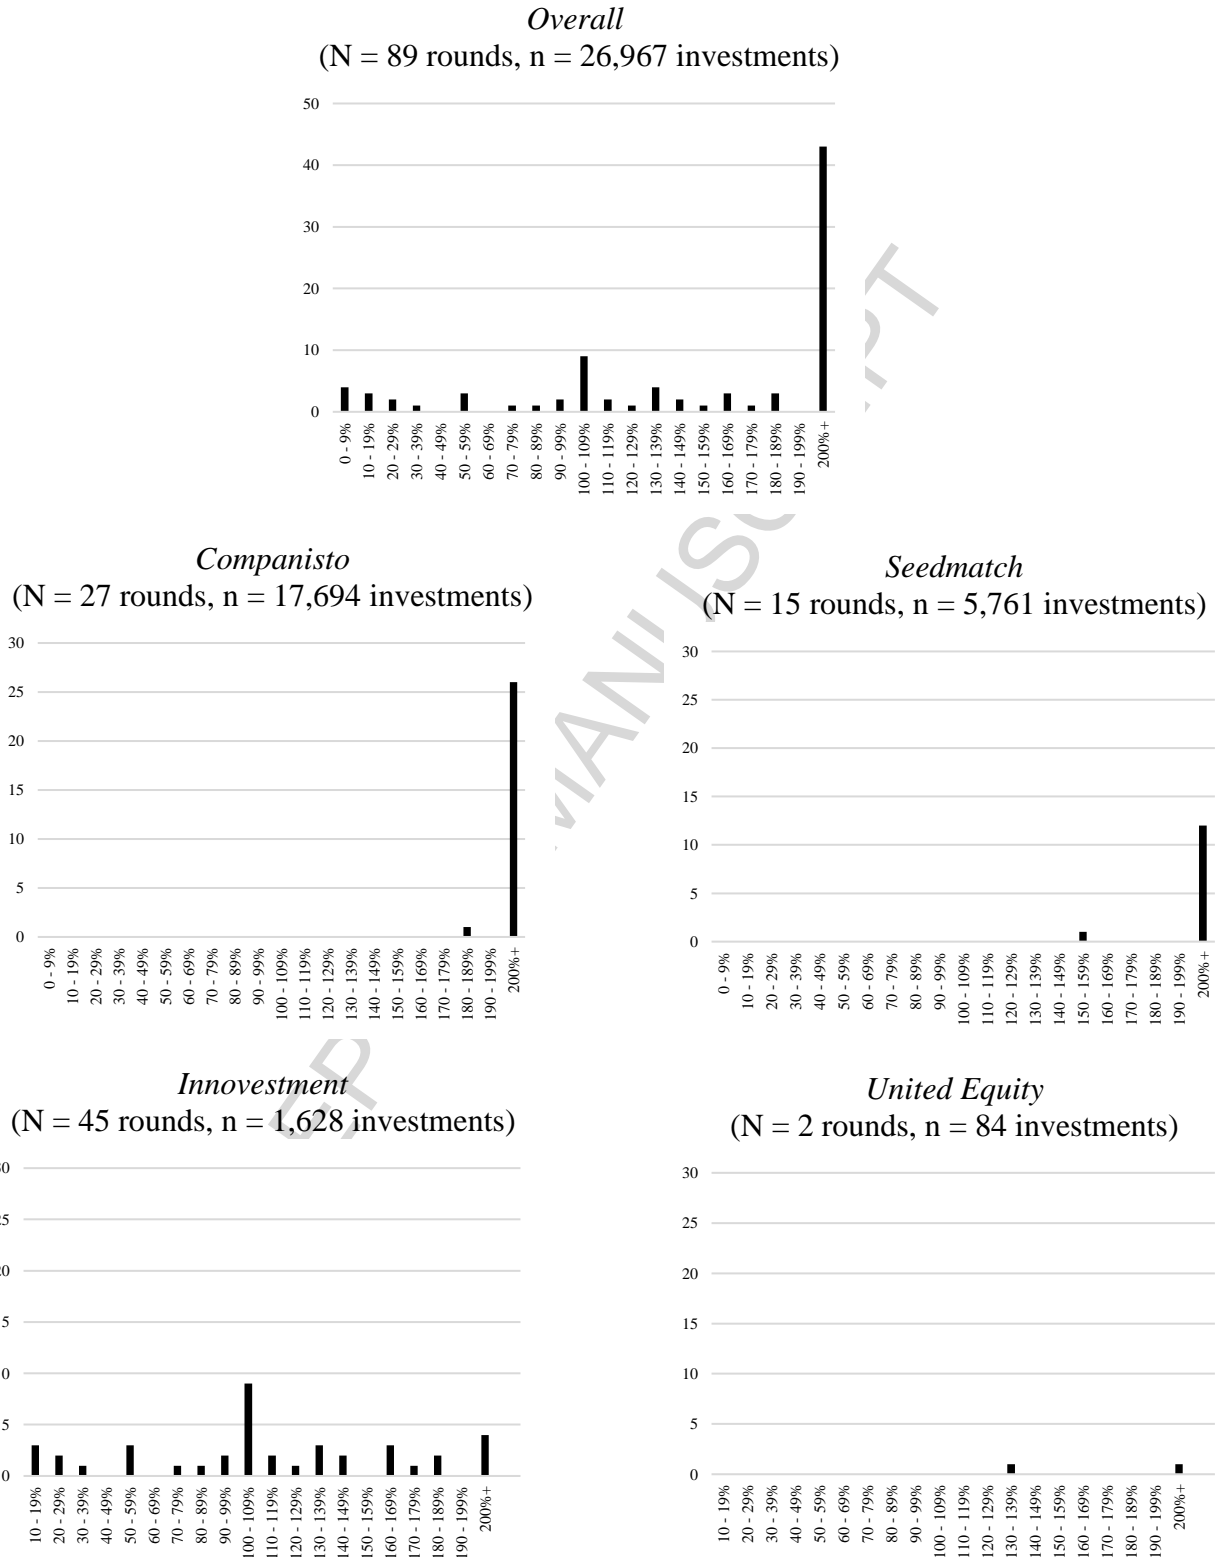 Overall
(N = 89 rounds, n = 26,967 investments)
50
40
30
20
10
0
0 - 9%
10 - 19%
20 - 29%
30 - 39%
40 - 49%
50 - 59%
60 - 69%
70 - 79%
80 - 89%
90 - 99%
100 - 109%
110 - 119%
120 - 129%
130 - 139%
140 - 149%
150 - 159%
160 - 169%
170 - 179%
180 - 189%
190 - 199%
200%+
Companisto
(N = 27 rounds, n = 17,694 investments)
30
25
20
15
10
5
0
0 - 9%
10 - 19%
20 - 29%
30 - 39%
40 - 49%
50 - 59%
60 - 69%
70 - 79%
80 - 89%
90 - 99%
100 - 109%
110 - 119%
120 - 129%
130 - 139%
140 - 149%
150 - 159%
160 - 169%
170 - 179%
180 - 189%
190 - 199%
200%+
Seedmatch
(N = 15 rounds, n = 5,761 investments)
30
25
20
15
10
5
0
0 - 9%
10 - 19%
20 - 29%
30 - 39%
40 - 49%
50 - 59%
60 - 69%
70 - 79%
80 - 89%
90 - 99%
100 - 109%
110 - 119%
120 - 129%
130 - 139%
140 - 149%
150 - 159%
160 - 169%
170 - 179%
180 - 189%
190 - 199%
200%+
Innovestment
(N = 45 rounds, n = 1,628 investments)
0
5
0
5
0
5
0
10 - 19%
20 - 29%
30 - 39%
40 - 49%
50 - 59%
60 - 69%
70 - 79%
80 - 89%
90 - 99%
100 - 109%
110 - 119%
120 - 129%
130 - 139%
140 - 149%
150 - 159%
160 - 169%
170 - 179%
180 - 189%
190 - 199%
200%+
United Equity
(N = 2 rounds, n = 84 investments)
30
25
20
15
10
5
0
10 - 19%
20 - 29%
30 - 39%
40 - 49%
50 - 59%
60 - 69%
70 - 79%
80 - 89%
90 - 99%
100 - 109%
110 - 119%
120 - 129%
130 - 139%
140 - 149%
150 - 159%
160 - 169%
170 - 179%
180 - 189%
190 - 199%
200%+